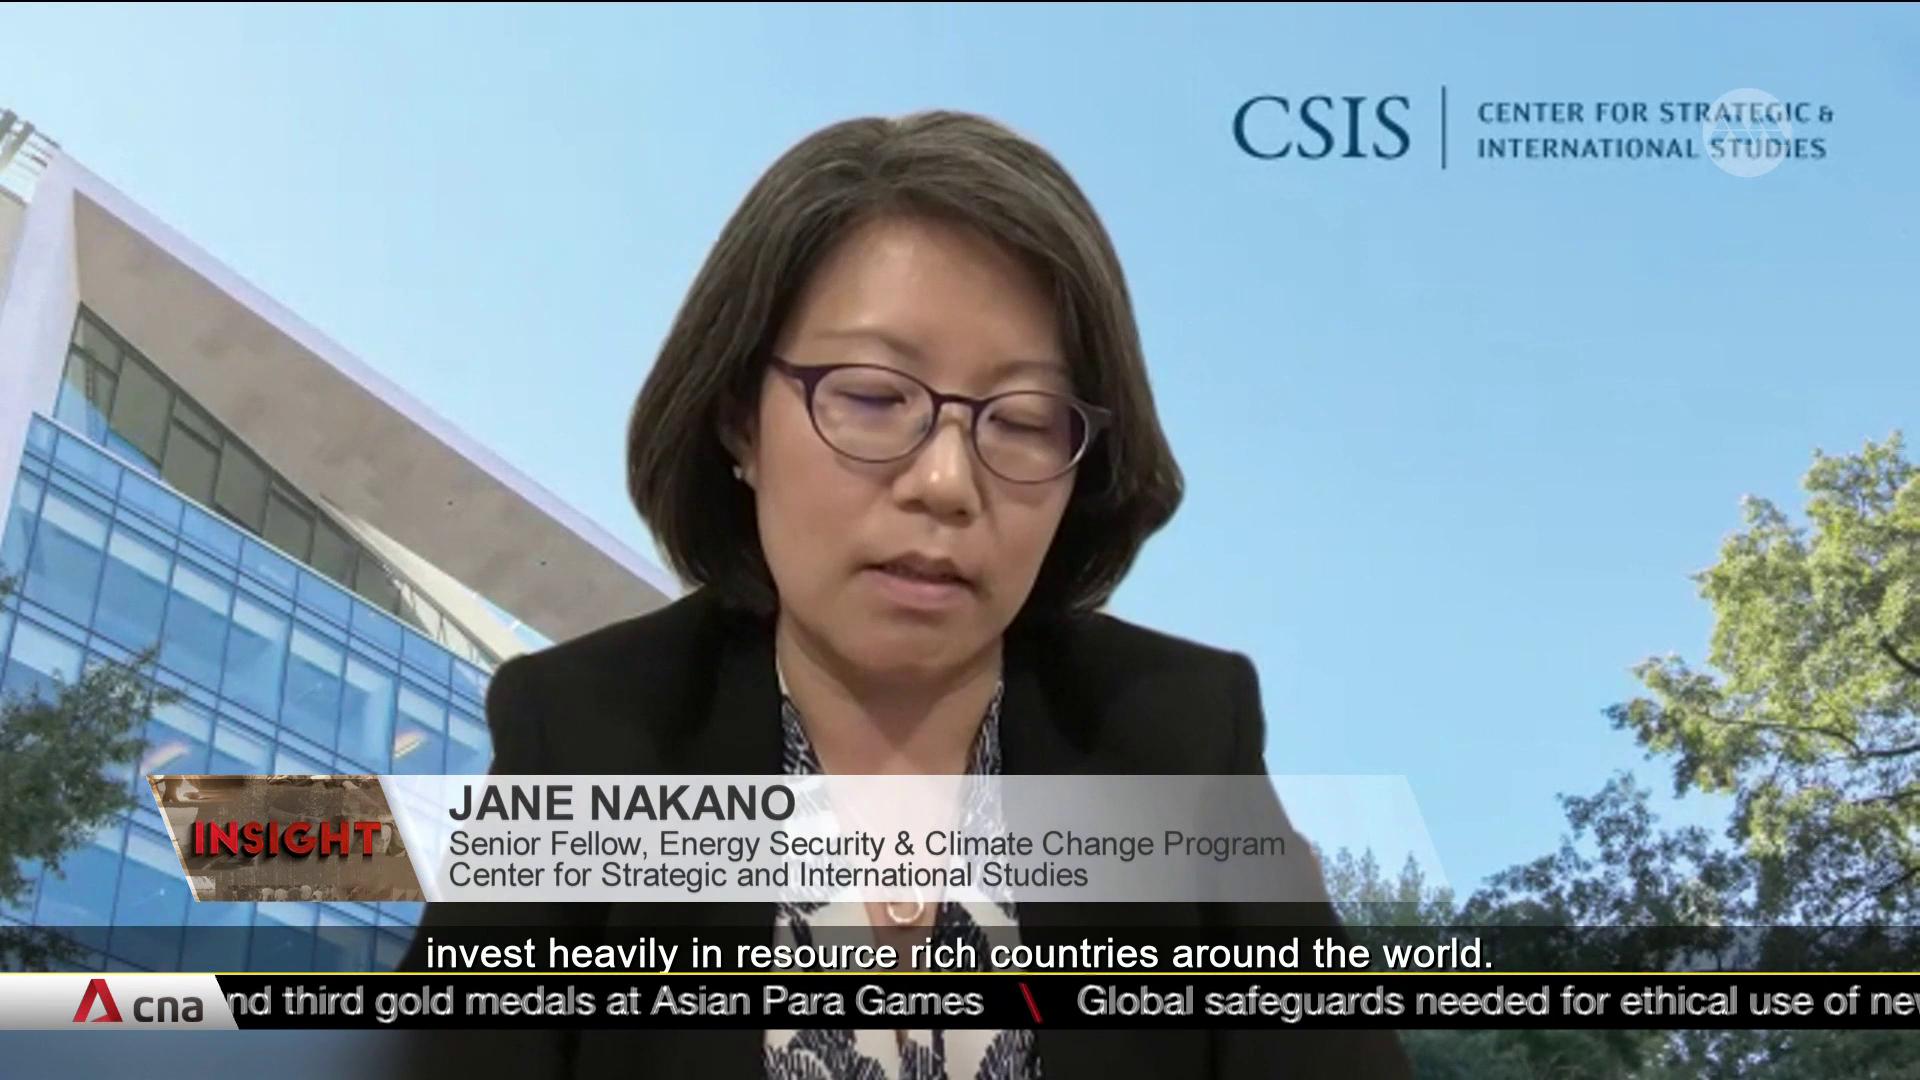 CSIS
CENTER FOR STRATEGIC &
INTERNATIONAL STUDIES
INSIGHT
JANE NAKANO
Senior Fellow, Energy Security & Climate Change Program
Center for Strategic and International Studies
invest heavily in resource rich countries around the world.
cna
nd third gold medals at Asian Para Games \ Global safeguards needed for ethical use of